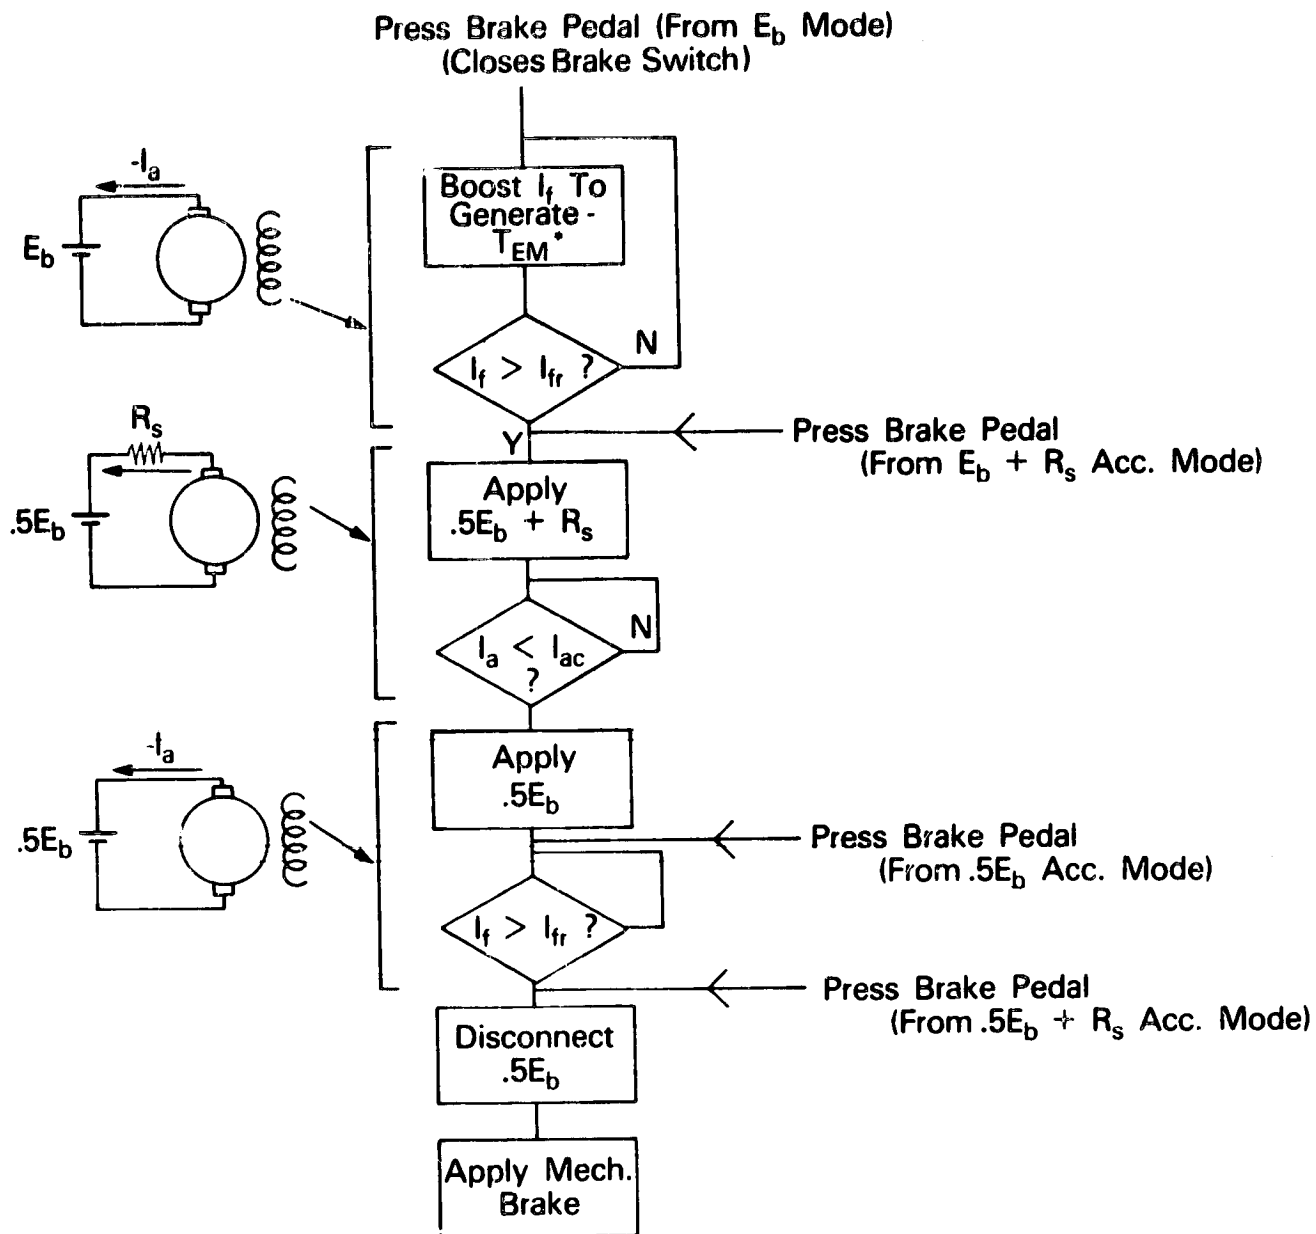 Press Brake Pedal (From E_b Mode)
(Closes Brake Switch)
-I_a
E_b
Boost I_f To
Generate -
T_EM*
I_f > I_fr ?
N
Y
Press Brake Pedal
(From E_b + R_s Acc. Mode)
R_s
.5E_b
Apply
.5E_b + R_s
I_a < I_ac
?
N
-I_a
.5E_b
Apply
.5E_b
Press Brake Pedal
(From .5E_b Acc. Mode)
I_f > I_fr ?
Press Brake Pedal
(From .5E_b + R_s Acc. Mode)
Disconnect
.5E_b
Apply Mech.
Brake